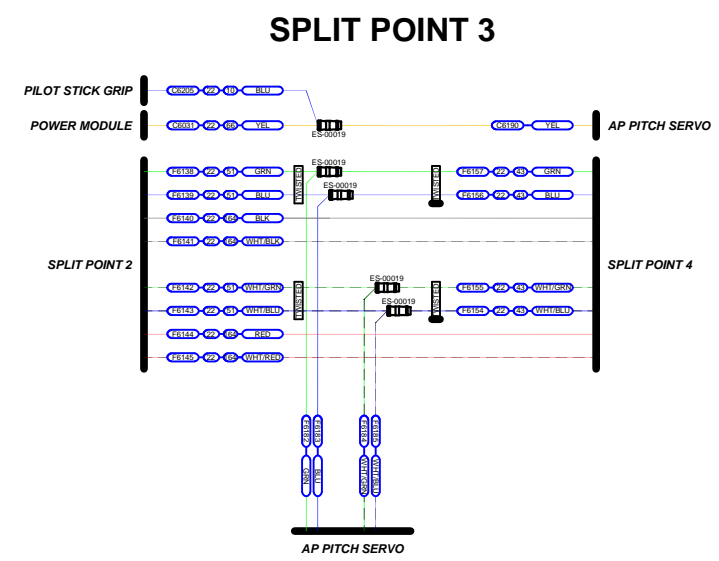 SPLIT POINT 3
PILOT STICK GRIP C6205 22 10 BLU
POWER MODULE C6031 22 66 YEL ES-00019 C6190 YEL AP PITCH SERVO
F6138 22 51 GRN TWISTED ES-00019 TWISTED F6157 22 43 GRN
F6139 22 51 BLU ES-00019 F6156 22 43 BLU
F6140 22 64 BLK
F6141 22 64 WHT/BLK
SPLIT POINT 2 SPLIT POINT 4
F6142 22 51 WHT/GRN TWISTED ES-00019 TWISTED F6155 22 43 WHT/GRN
F6143 22 51 WHT/BLU ES-00019 F6154 22 43 WHT/BLU
F6144 22 64 RED
F6145 22 64 WHT/RED
F6182 F6183 F6184 F6185
GRN BLU WHT/GRN WHT/BLU
AP PITCH SERVO